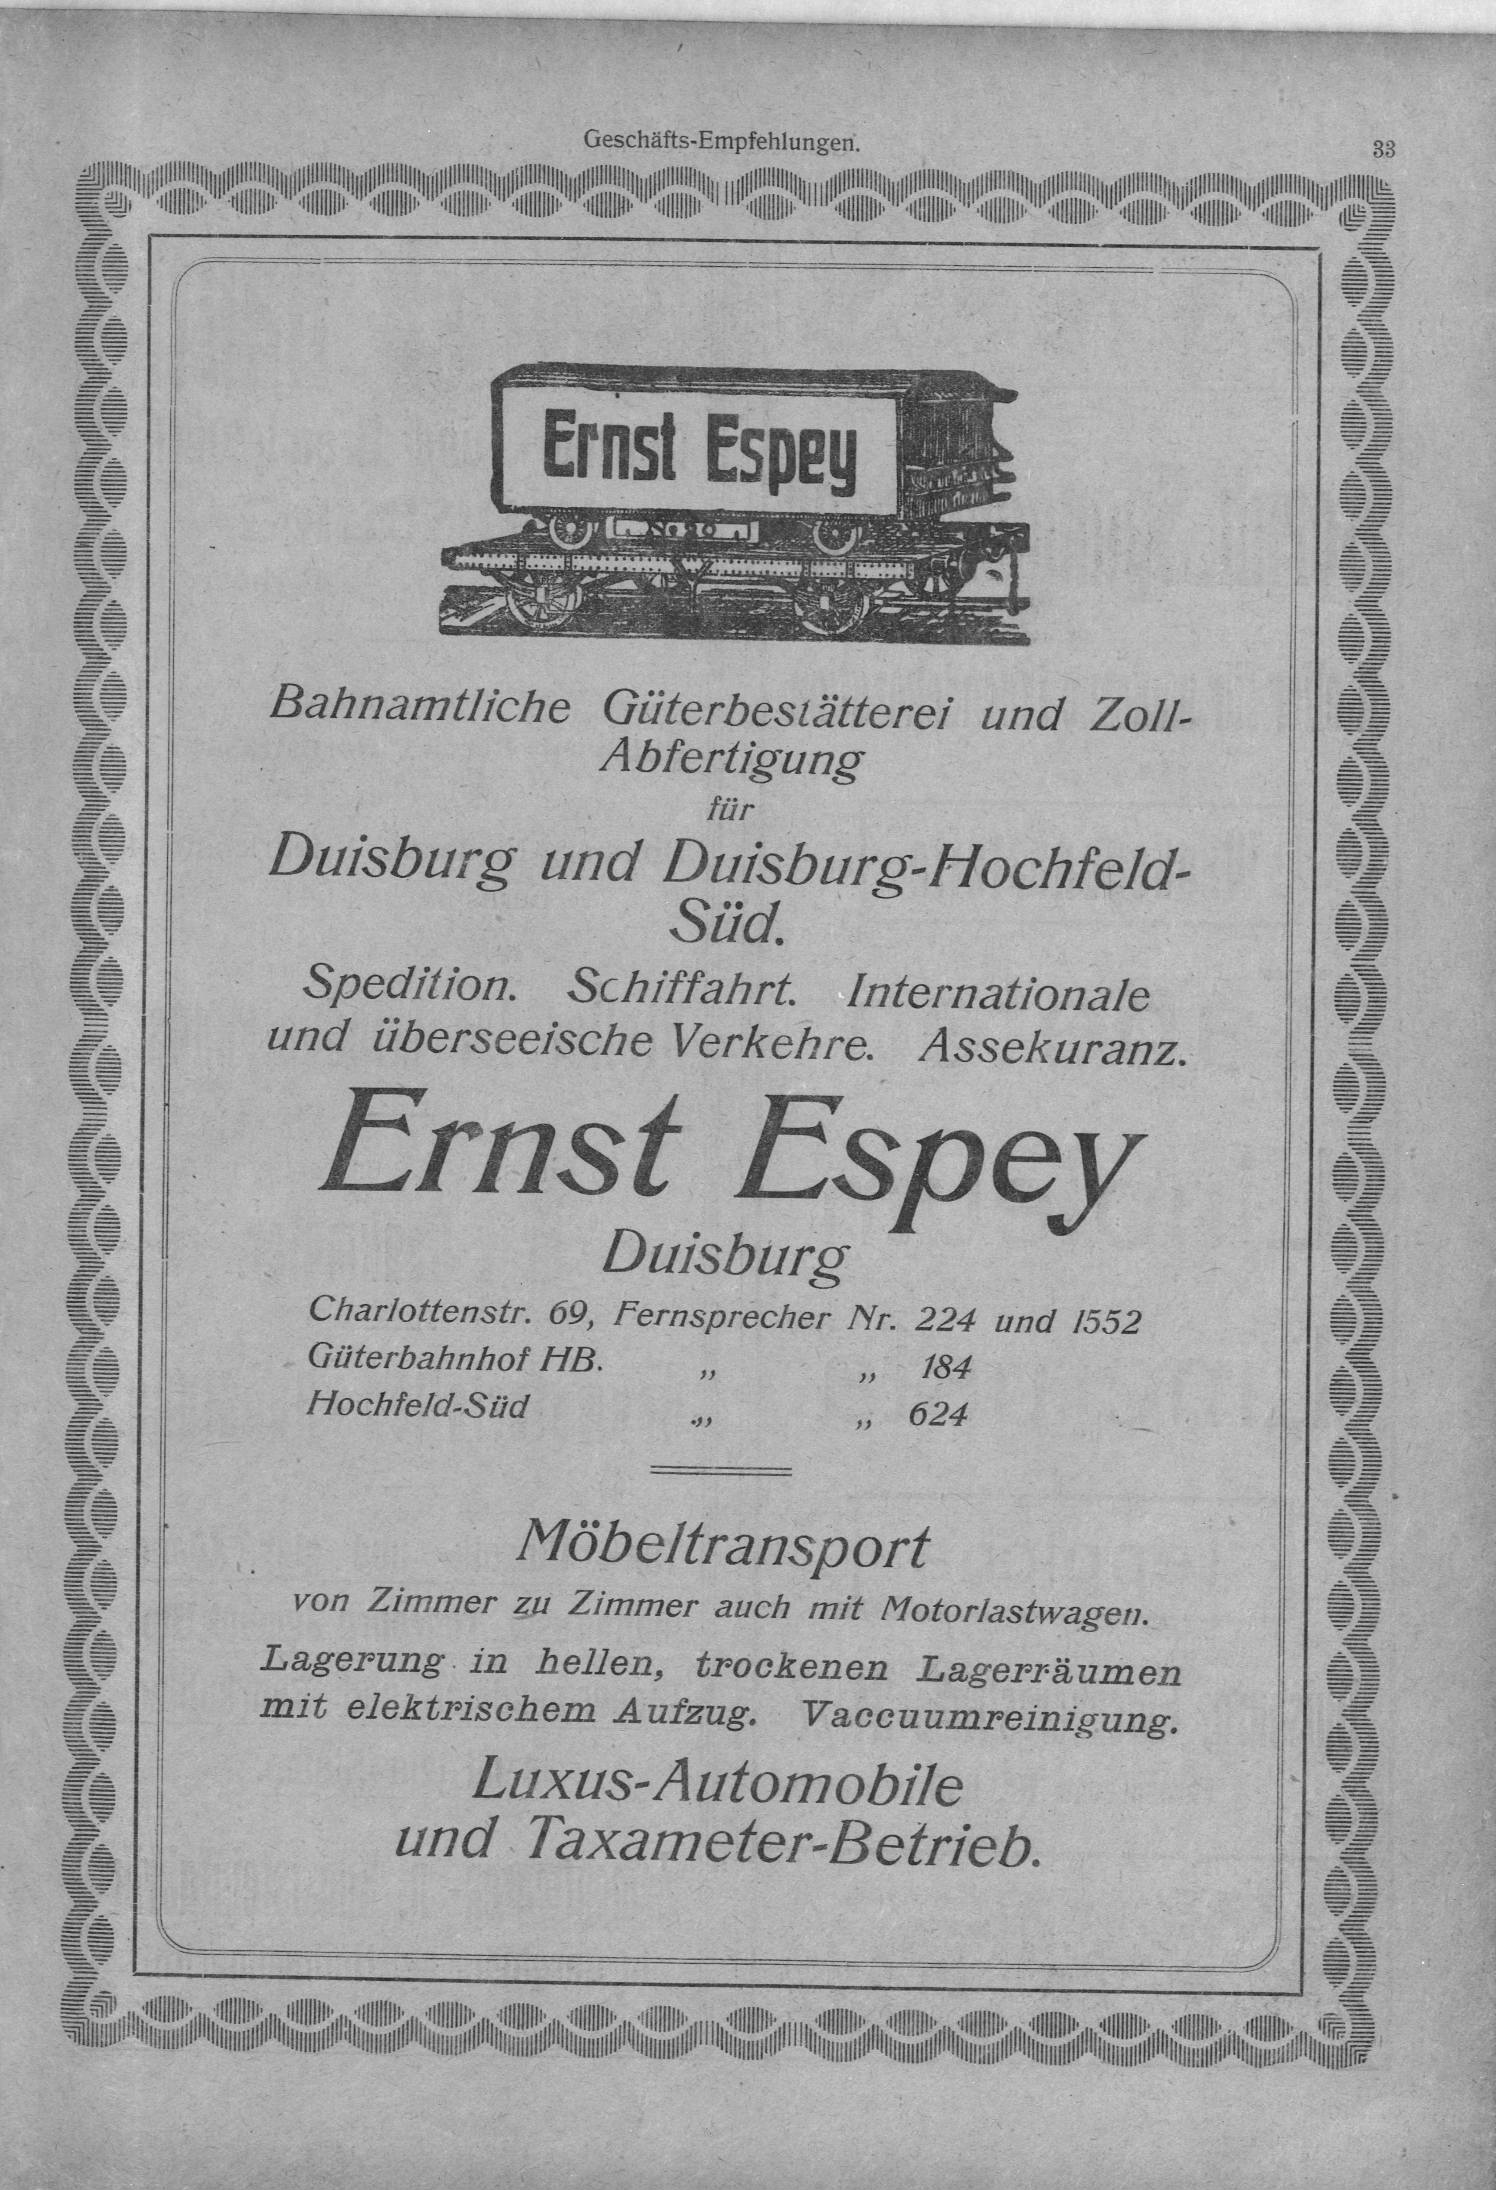 Geschäfts-Empfehlungen.
33
Ernst Espey
Bahnamtliche Güterbestätterei und Zoll-
Abfertigung
für
Duisburg und Duisburg-Hochfeld-
Süd.
Spedition. Schiffahrt. Internationale
und überseeische Verkehre. Assekuranz.
Ernst Espey
Duisburg
Charlottenstr. 69, Fernsprecher Nr. 224 und 1552
Güterbahnhof HB. „ „ 184
Hochfeld-Süd „ „ 624
Möbeltransport
von Zimmer zu Zimmer auch mit Motorlastwagen.
Lagerung in hellen, trockenen Lagerräumen
mit elektrischem Aufzug. Vaccuumreinigung.
Luxus-Automobile
und Taxameter-Betrieb.